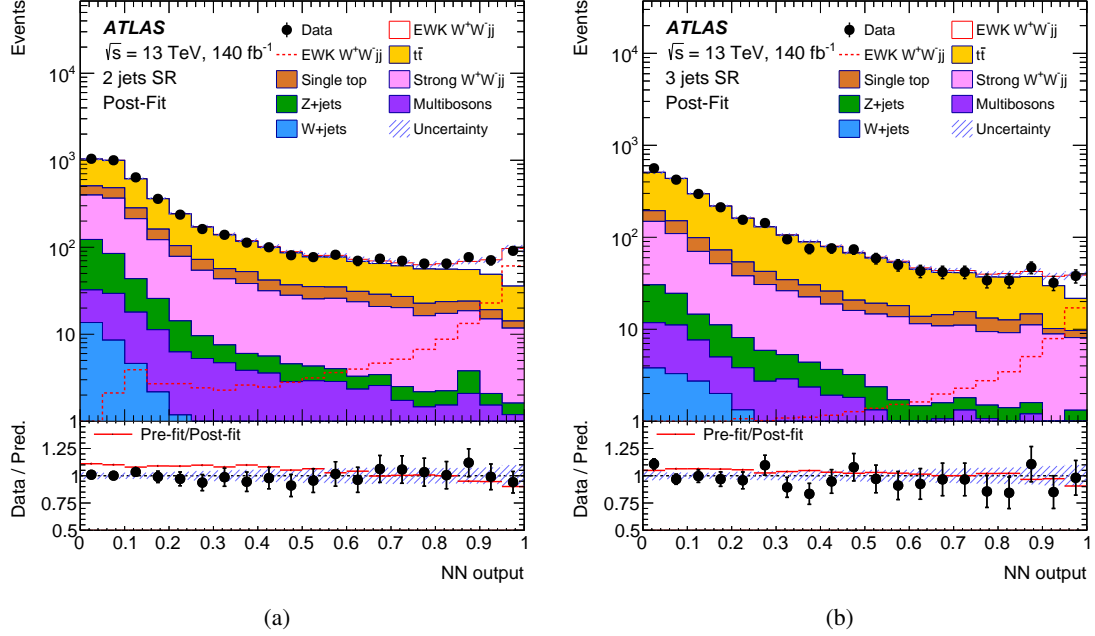 Events
ATLAS
√s = 13 TeV, 140 fb⁻¹
2 jets SR
Post-Fit
Data
EWK W⁺W⁻jj
EWK W⁺W⁻jj
tt̄
Single top
Strong W⁺W⁻jj
Z+jets
Multibosons
W+jets
Uncertainty
10⁴
10³
10²
10
1
Data / Pred.
Pre-fit/Post-fit
1.25
1
0.75
0.5
0 0.1 0.2 0.3 0.4 0.5 0.6 0.7 0.8 0.9 1
NN output
(a)
Events
ATLAS
√s = 13 TeV, 140 fb⁻¹
3 jets SR
Post-Fit
Data
EWK W⁺W⁻jj
EWK W⁺W⁻jj
tt̄
Single top
Strong W⁺W⁻jj
Z+jets
Multibosons
W+jets
Uncertainty
10⁴
10³
10²
10
1
Data / Pred.
Pre-fit/Post-fit
1.25
1
0.75
0.5
0 0.1 0.2 0.3 0.4 0.5 0.6 0.7 0.8 0.9 1
NN output
(b)